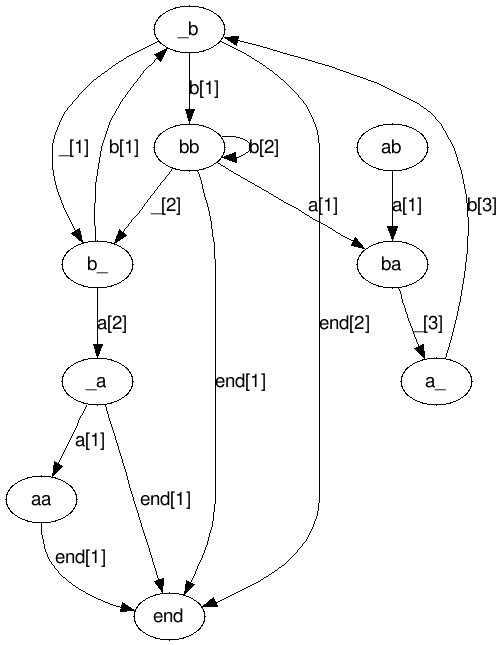 _b
b[1]
_[1]
b[1]
bb
b[2]
ab
_[2]
a[1]
a[1]
b[3]
b_
ba
a[2]
end[2]
_[3]
_a
end[1]
a_
a[1]
aa
end[1]
end[1]
end